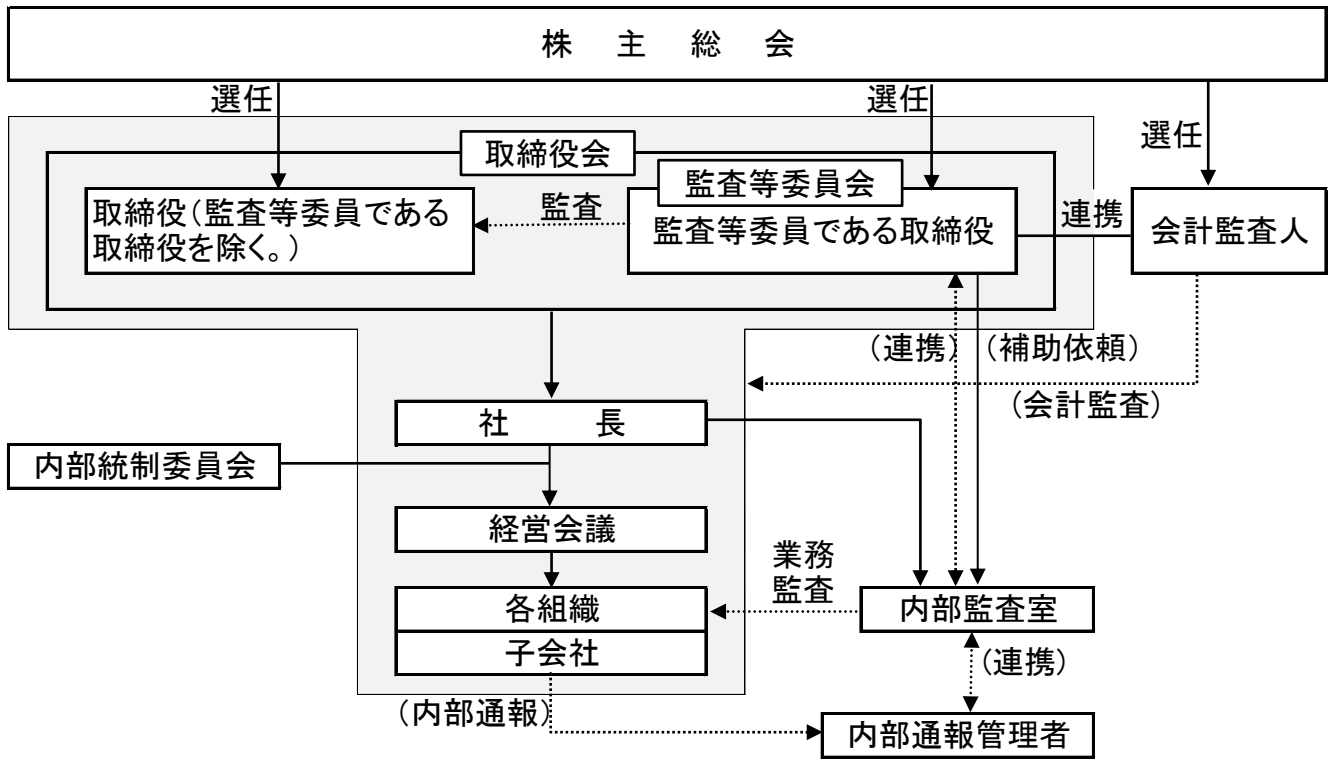 株 主 総 会
選任
選任
選任
取締役会
監査等委員会
取締役(監査等委員である
取締役を除く。)
監査
監査等委員である取締役
連携
会計監査人
(連携)
(補助依頼)
(会計監査)
社 長
内部統制委員会
経営会議
業務
監査
各組織
内部監査室
子会社
(連携)
(内部通報)
内部通報管理者